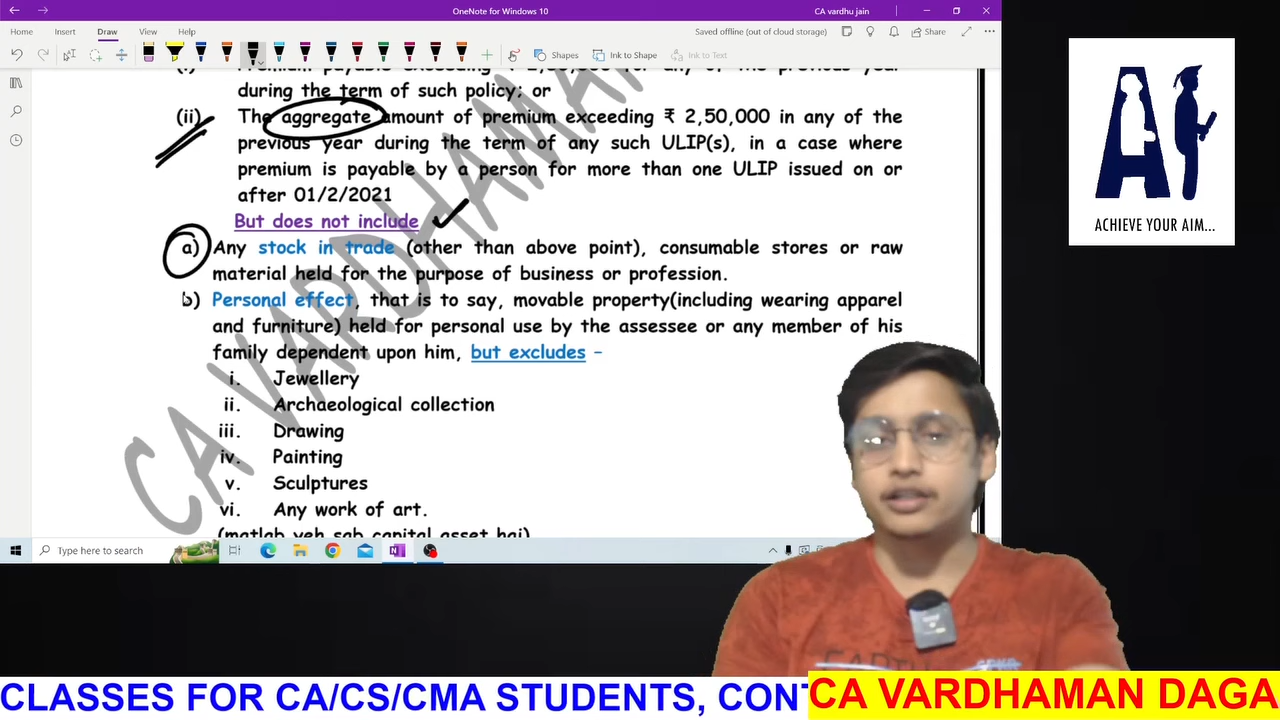 OneNote for Windows 10
CA vardhu jain
Home Insert Draw View Help
Saved offline (out of cloud storage)
Share
Shapes
Ink to Shape
Ink to Text
during the term of such policy; or
(ii) The aggregate amount of premium exceeding ₹ 2,50,000 in any of the
previous year during the term of any such ULIP(s), in a case where
premium is payable by a person for more than one ULIP issued on or
after 01/2/2021
But does not include
a) Any stock in trade (other than above point), consumable stores or raw
material held for the purpose of business or profession.
b) Personal effect, that is to say, movable property(including wearing apparel
and furniture) held for personal use by the assessee or any member of his
family dependent upon him, but excludes –
i. Jewellery
ii. Archaeological collection
iii. Drawing
iv. Painting
v. Sculptures
vi. Any work of art.
(matlab yeh sab capital asset hai)
CA VARDHAMAN
Type here to search
AI
ACHIEVE YOUR AIM...
CLASSES FOR CA/CS/CMA STUDENTS, CONT
CA VARDHAMAN DAGA